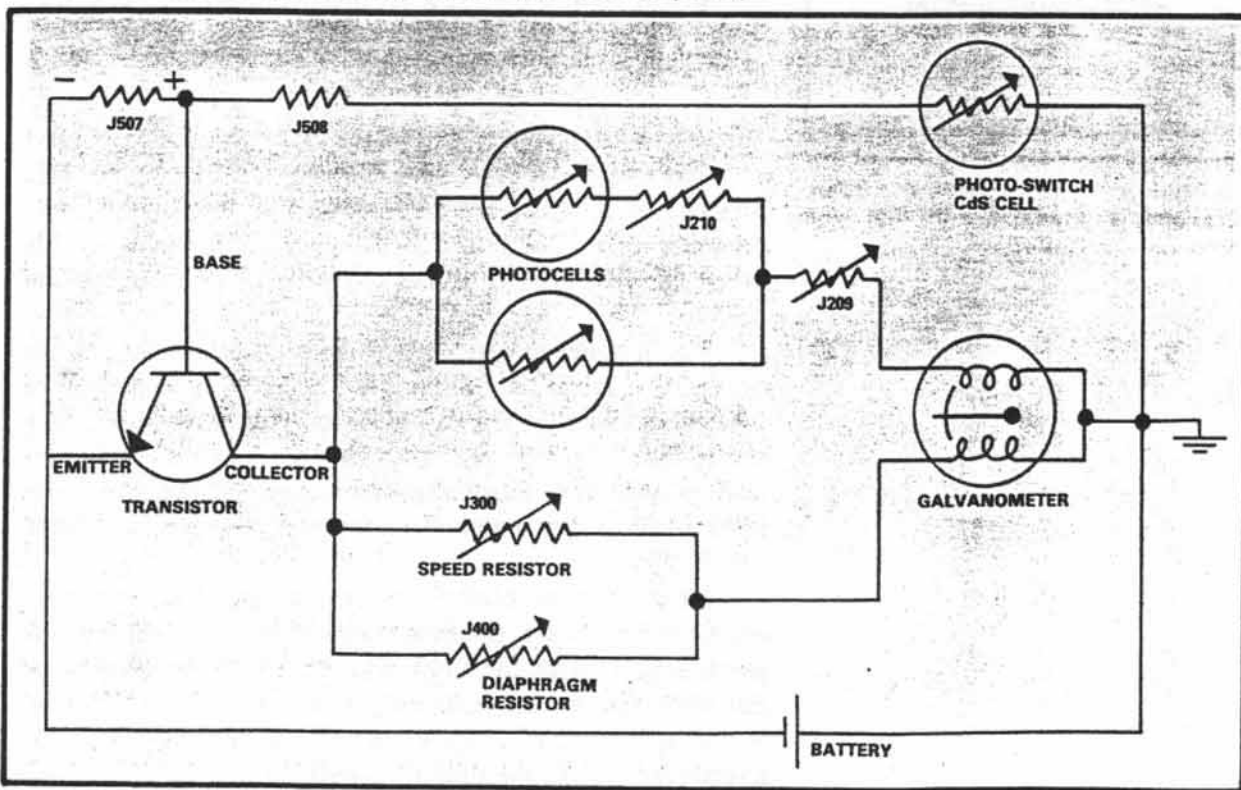 - +
J507
J508
PHOTO-SWITCH
CdS CELL
J210
PHOTOCELLS
BASE
J209
EMITTER
COLLECTOR
TRANSISTOR
GALVANOMETER
J300
SPEED RESISTOR
J400
DIAPHRAGM
RESISTOR
BATTERY